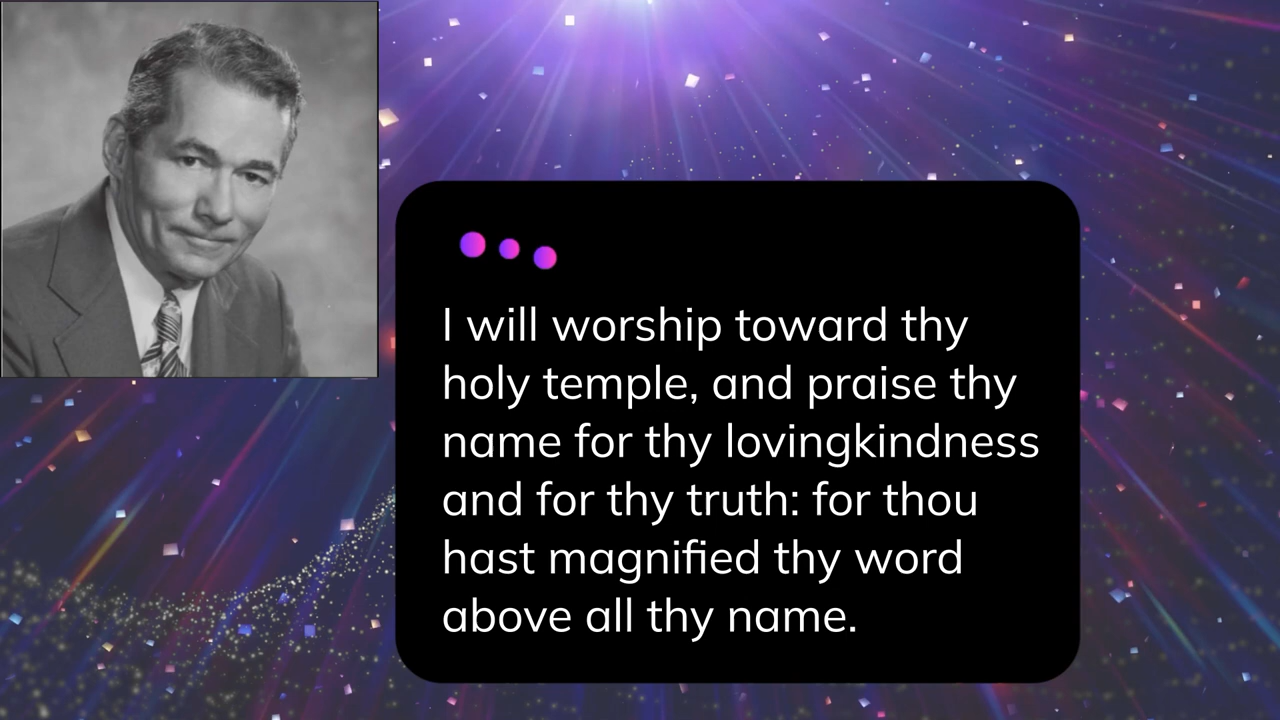 I will worship toward thy
holy temple, and praise thy
name for thy lovingkindness
and for thy truth: for thou
hast magnified thy word
above all thy name.